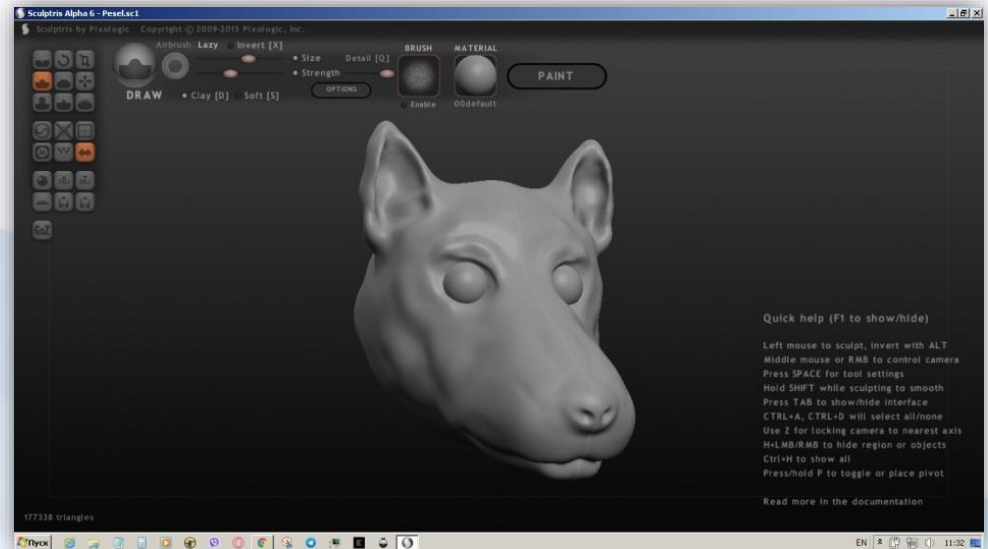 Sculptris Alpha 6 - Pesel.sc1
Sculptris by Pixologic Copyright © 2009-2015 Pixologic, Inc.
Airbrush Lazy Invert [X]
Size Detail [Q]
Strength
DRAW Clay [D] Soft [S] OPTIONS
BRUSH
Enable
MATERIAL
00default
PAINT
GoZ
Quick help (F1 to show/hide)
Left mouse to sculpt, invert with ALT
Middle mouse or RMB to control camera
Press SPACE for tool settings
Hold SHIFT while sculpting to smooth
Press TAB to show/hide interface
CTRL+A, CTRL+D will select all/none
Use Z for locking camera to nearest axis
H+LMB/RMB to hide region or objects
Ctrl+H to show all
Press/hold P to toggle or place pivot
Read more in the documentation
177338 triangles
Пуск EN 11:32